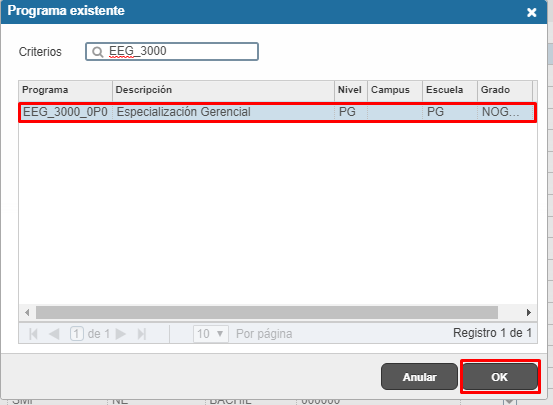 Programa existente
Criterios EEG_3000
Programa Descripción Nivel Campus Escuela Grado
EEG_3000_0P0 Especialización Gerencial PG PG NOG...
1 de 1 10 Por página Registro 1 de 1
Anular OK